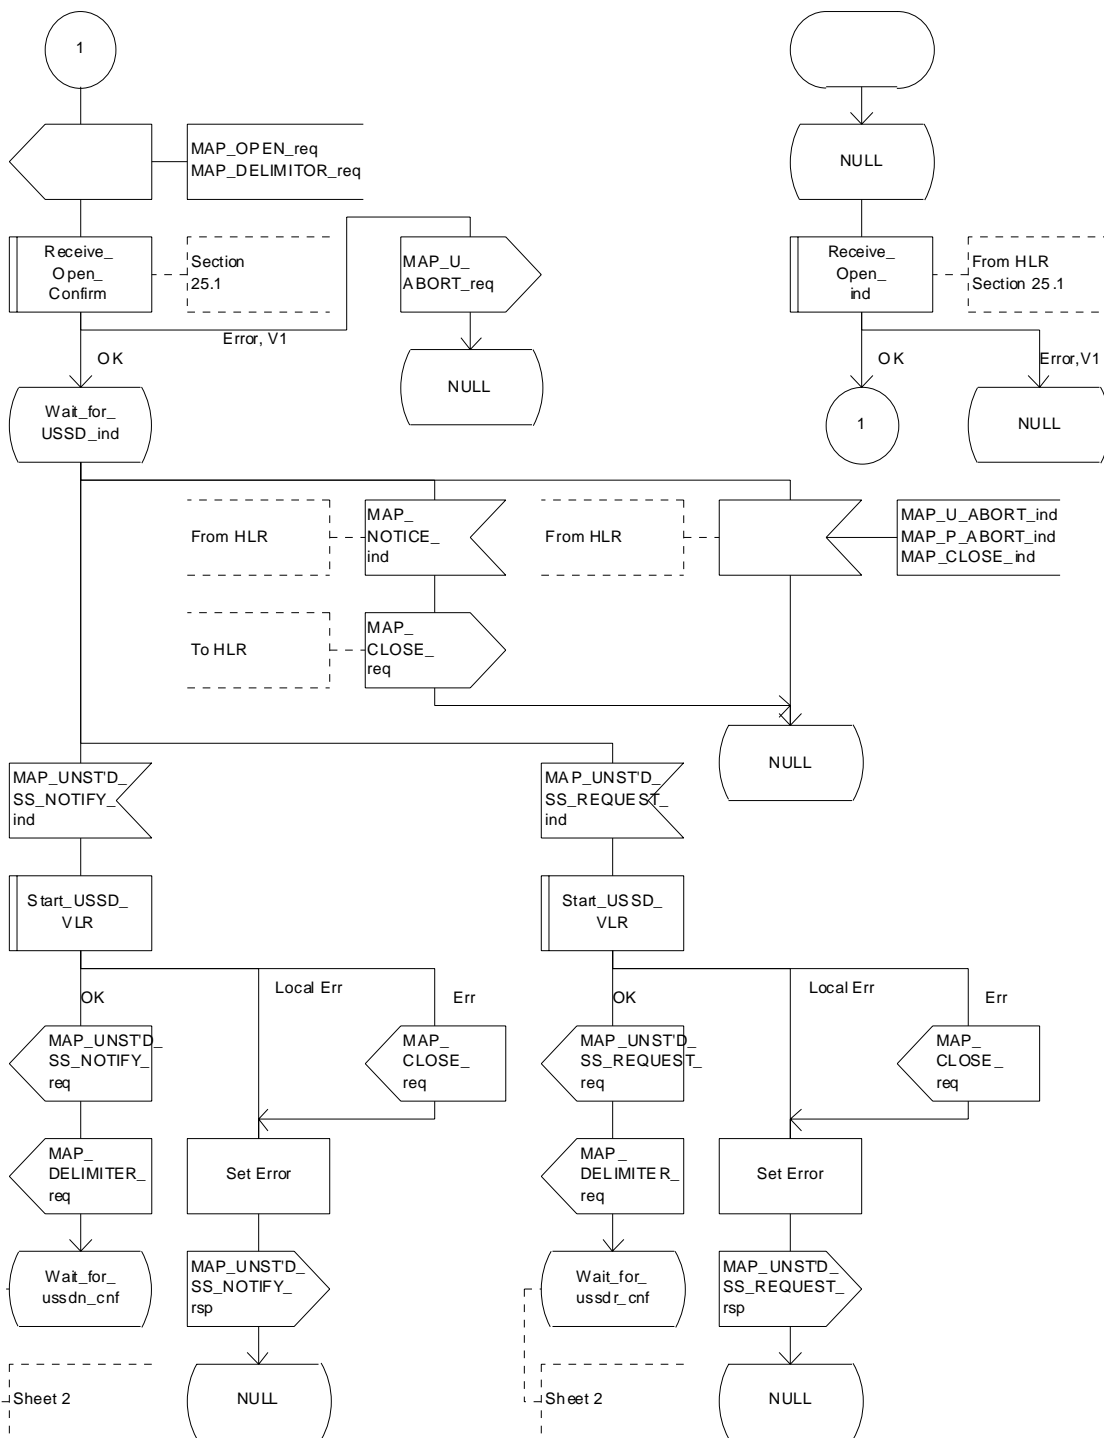 1
MAP_OPEN_req
MAP_DELIMITOR_req
NULL
Receive_
Open_
Confirm
Section
25.1
MAP_U_
ABORT_req
Receive_
Open_
ind
From HLR
Section 25.1
Error, V1
OK
NULL
OK
Error,V1
Wait_for_
USSD_ind
1
NULL
From HLR
MAP_
NOTICE_
ind
From HLR
MAP_U_ABORT_ind
MAP_P_ABORT_ind
MAP_CLOSE_ind
To HLR
MAP_
CLOSE_
req
NULL
MAP_UNST'D_
SS_NOTIFY_
ind
MAP_UNST'D_
SS_REQUEST_
ind
Start_USSD_
VLR
Start_USSD_
VLR
OK
Local Err
Err
OK
Local Err
Err
MAP_UNST'D_
SS_NOTIFY_
req
MAP_
CLOSE_
req
MAP_UNST'D_
SS_REQUEST_
req
MAP_
CLOSE_
req
MAP_
DELIMITER_
req
Set Error
MAP_
DELIMITER_
req
Set Error
Wait_for_
ussdn_cnf
MAP_UNST'D_
SS_NOTIFY_
rsp
Wait_for_
ussdr_cnf
MAP_UNST'D_
SS_REQUEST_
rsp
Sheet 2
NULL
Sheet 2
NULL